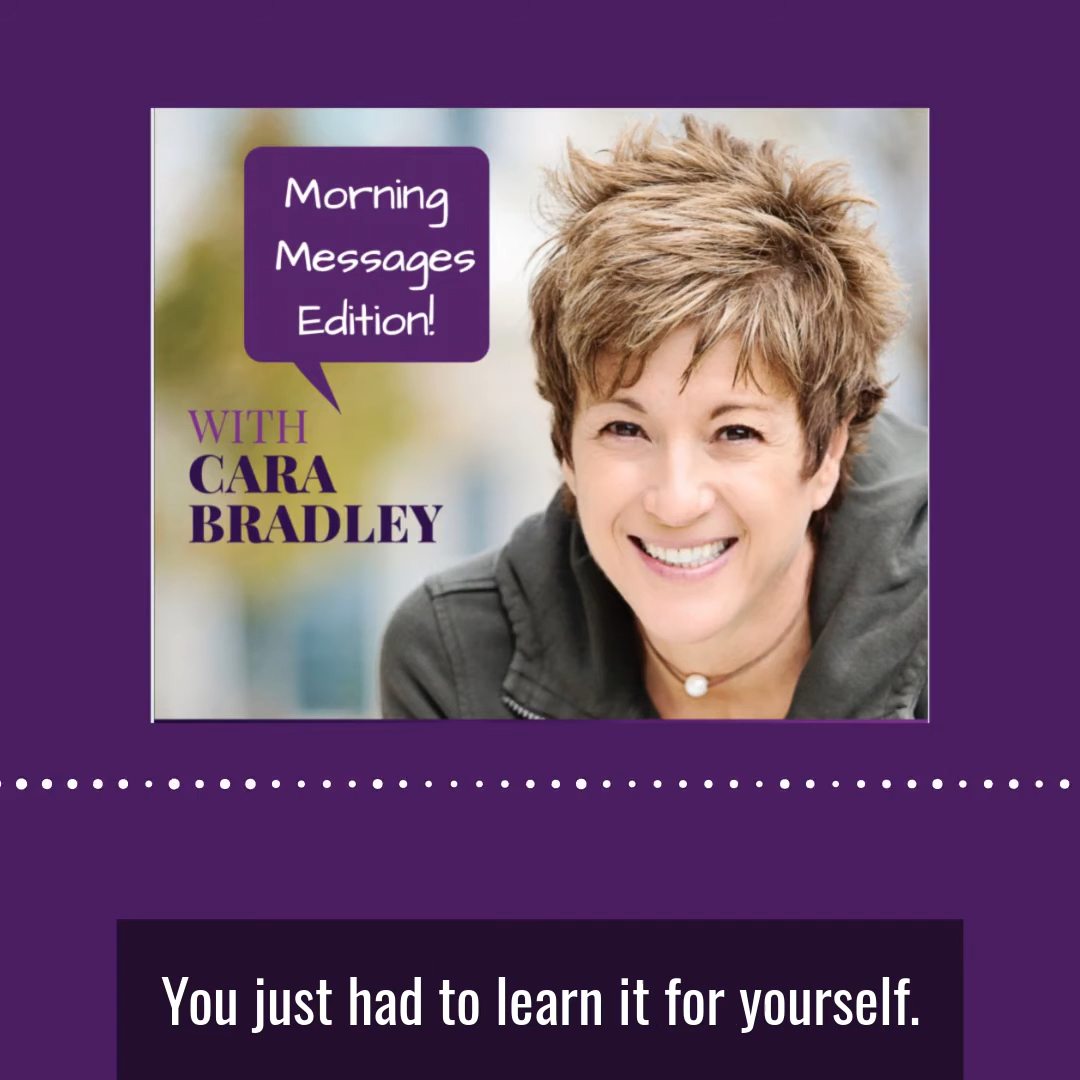 Morning
Messages
Edition!
WITH
CARA
BRADLEY
You just had to learn it for yourself.